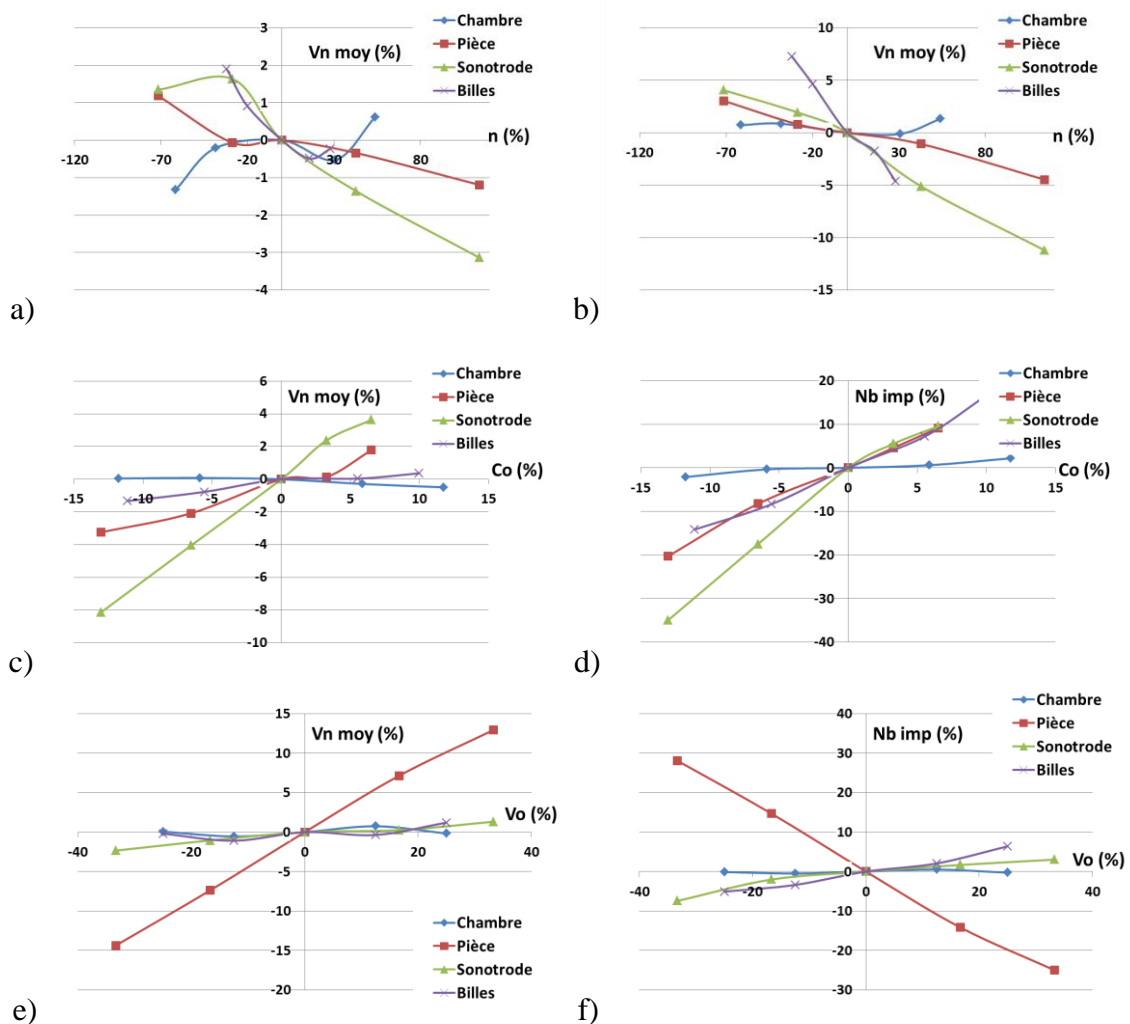 Vn moy (%)
Chambre
Pièce
Sonotrode
Billes
n (%)
3
2
1
0
-1
-2
-3
-4
-120
-70
-20
30
80
a)
Vn moy (%)
Chambre
Pièce
Sonotrode
Billes
n (%)
10
5
0
-5
-10
-15
-120
-70
-20
30
80
b)
Vn moy (%)
Chambre
Pièce
Sonotrode
Billes
Co (%)
6
4
2
0
-2
-4
-6
-8
-10
-15
-10
-5
0
5
10
15
c)
Nb imp (%)
Chambre
Pièce
Sonotrode
Billes
Co (%)
20
10
0
-10
-20
-30
-40
-15
-10
-5
0
5
10
15
d)
Vn moy (%)
Vo (%)
15
10
5
0
-5
-10
-15
-20
-40
-20
0
20
40
Chambre
Pièce
Sonotrode
Billes
e)
Nb imp (%)
Chambre
Pièce
Sonotrode
Billes
Vo (%)
40
30
20
10
0
-10
-20
-30
-40
-20
0
20
40
f)